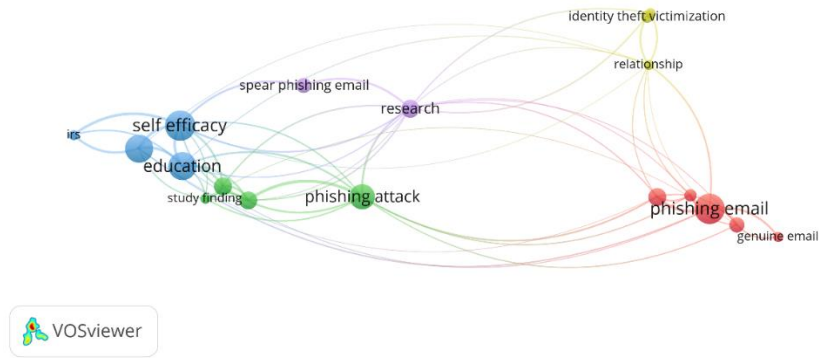 identity theft victimization
relationship
spear phishing email
research
irs
self efficacy
education
study finding
phishing attack
phishing email
genuine email
VOSviewer